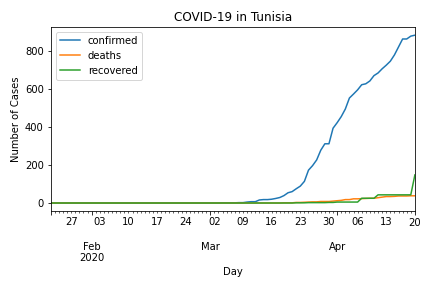 COVID-19 in Tunisia
confirmed
deaths
recovered
Number of Cases
800
600
400
200
0
27 03 10 17 24 02 09 16 23 30 06 13 20
Feb Mar Apr
2020
Day